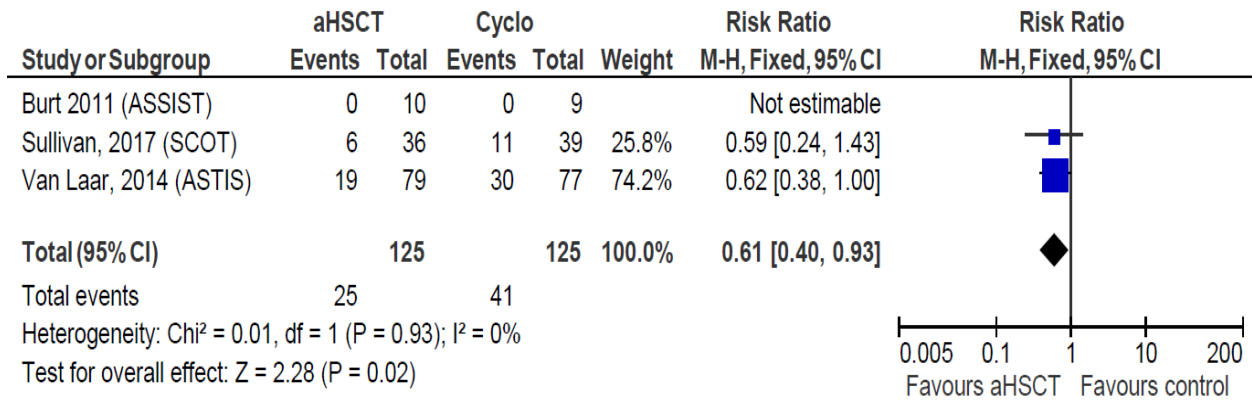 aHSCT Cyclo Risk Ratio Risk Ratio
Study or Subgroup Events Total Events Total Weight M-H, Fixed, 95% CI M-H, Fixed, 95% CI
Burt 2011 (ASSIST) 0 10 0 9 Not estimable
Sullivan, 2017 (SCOT) 6 36 11 39 25.8% 0.59 [0.24, 1.43]
Van Laar, 2014 (ASTIS) 19 79 30 77 74.2% 0.62 [0.38, 1.00]
Total (95% CI) 125 125 100.0% 0.61 [0.40, 0.93]
Total events 25 41
Heterogeneity: Chi² = 0.01, df = 1 (P = 0.93); I² = 0%
Test for overall effect: Z = 2.28 (P = 0.02)
0.005 0.1 1 10 200
Favours aHSCT Favours control